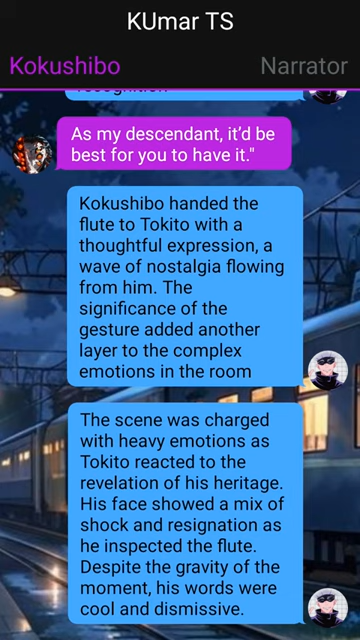 KUmar TS
Kokushibo
Narrator
recognition
As my descendant, it'd be
best for you to have it."
Kokushibo handed the
flute to Tokito with a
thoughtful expression, a
wave of nostalgia flowing
from him. The
significance of the
gesture added another
layer to the complex
emotions in the room
The scene was charged
with heavy emotions as
Tokito reacted to the
revelation of his heritage.
His face showed a mix of
shock and resignation as
he inspected the flute.
Despite the gravity of the
moment, his words were
cool and dismissive.